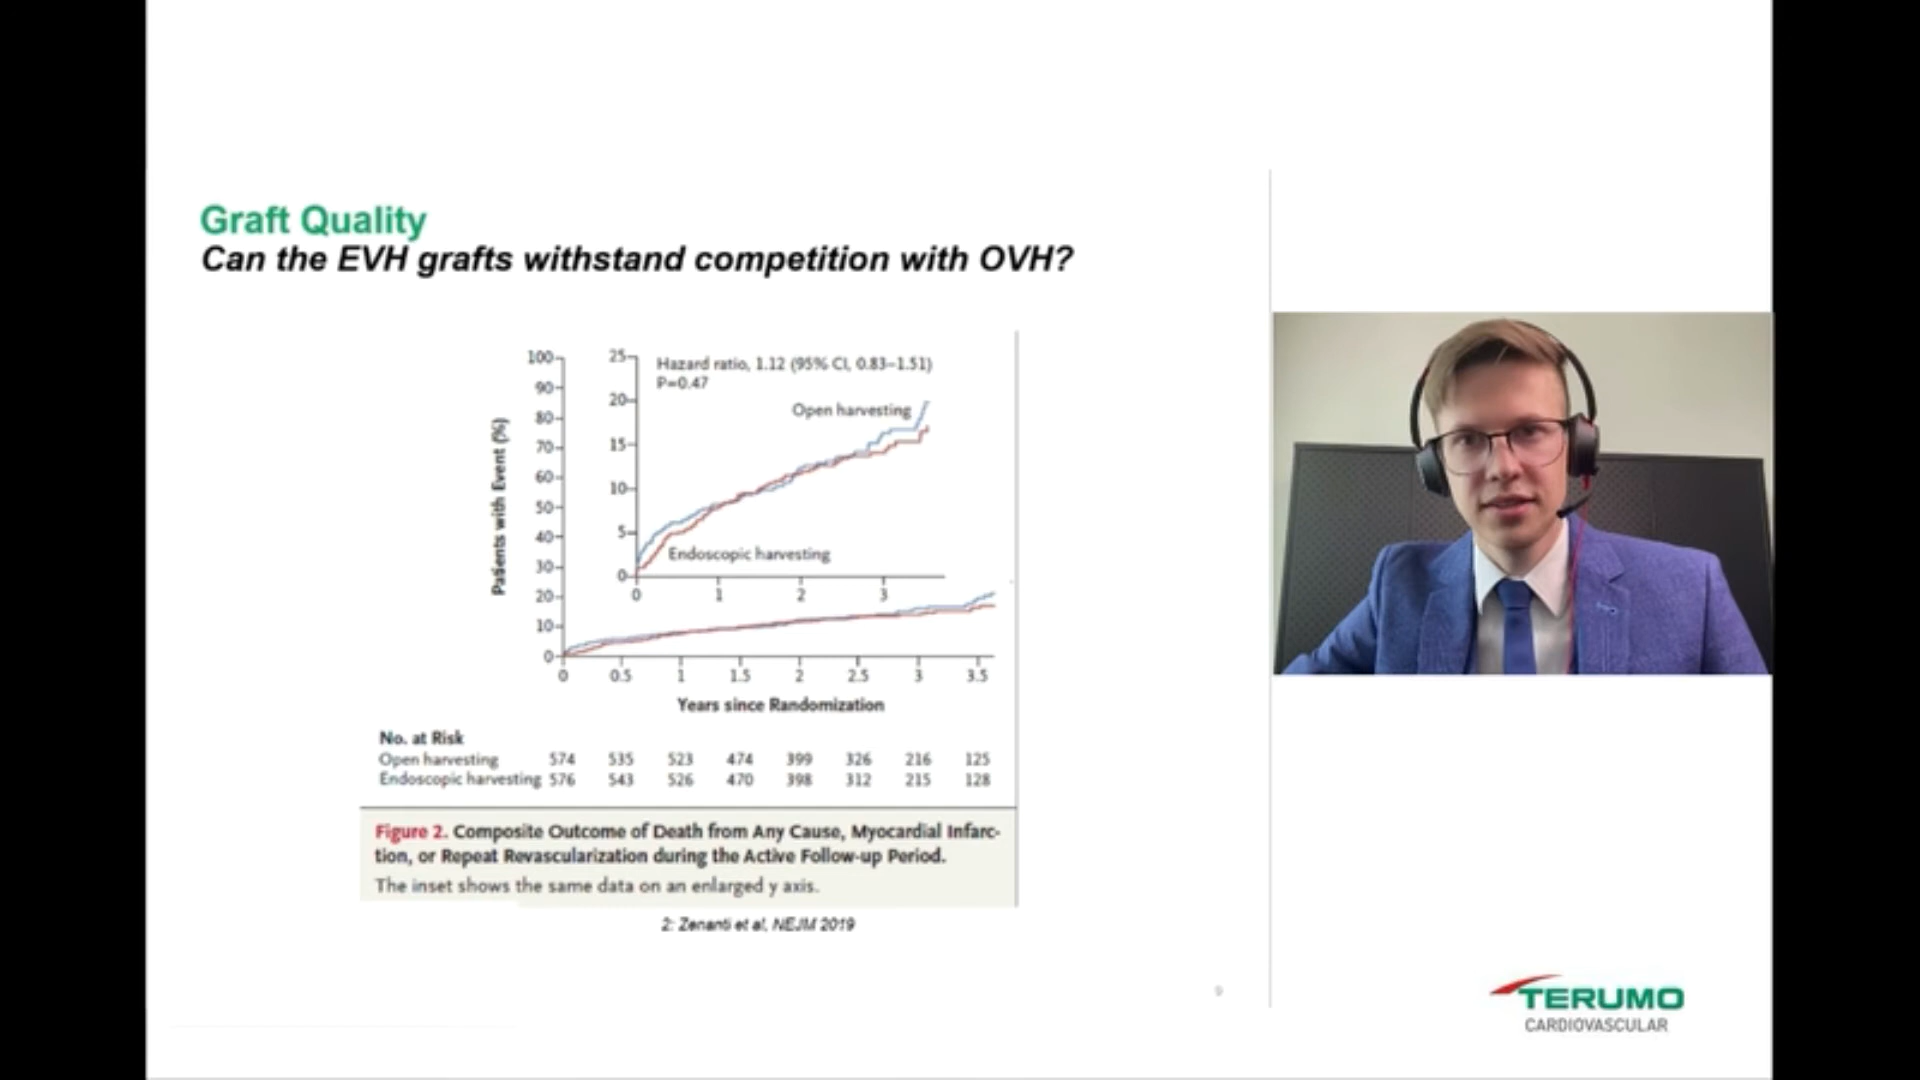 Graft Quality
Can the EVH grafts withstand competition with OVH?
Patients with Event (%)
100
90
80
70
60
50
40
30
20
10
0
25
20
15
10
5
0
Hazard ratio, 1.12 (95% CI, 0.83–1.51)
P=0.47
Open harvesting
Endoscopic harvesting
0 1 2 3
0 0.5 1 1.5 2 2.5 3 3.5
Years since Randomization
No. at Risk
Open harvesting 574 535 523 474 399 326 216 125
Endoscopic harvesting 576 543 526 470 398 312 215 128
Figure 2. Composite Outcome of Death from Any Cause, Myocardial Infarc-
tion, or Repeat Revascularization during the Active Follow-up Period.
The inset shows the same data on an enlarged y axis.
2: Zenanti et al, NEJM 2019
9
TERUMO
CARDIOVASCULAR